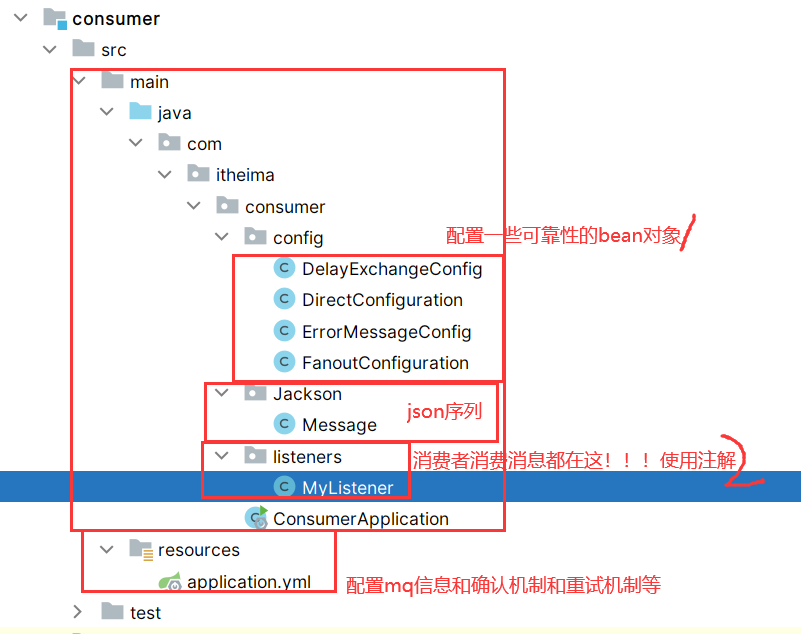 consumer
src
main
java
com
itheima
consumer
config
配置一些可靠性的bean对象
DelayExchangeConfig
DirectConfiguration
ErrorMessageConfig
FanoutConfiguration
Jackson
Message
json序列
listeners
消费者消费消息都在这！！！使用注解
2
MyListener
ConsumerApplication
resources
application.yml
配置mq信息和确认机制和重试机制等
test